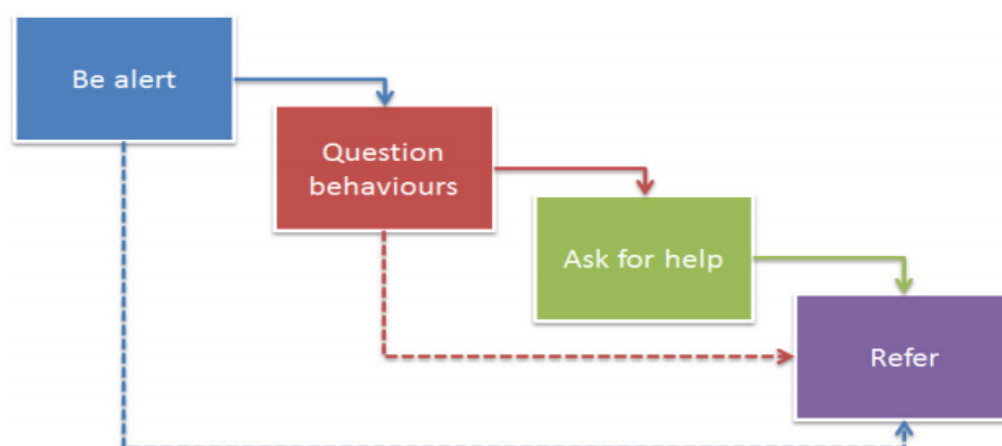 Be alert
Question
behaviours
Ask for help
Refer